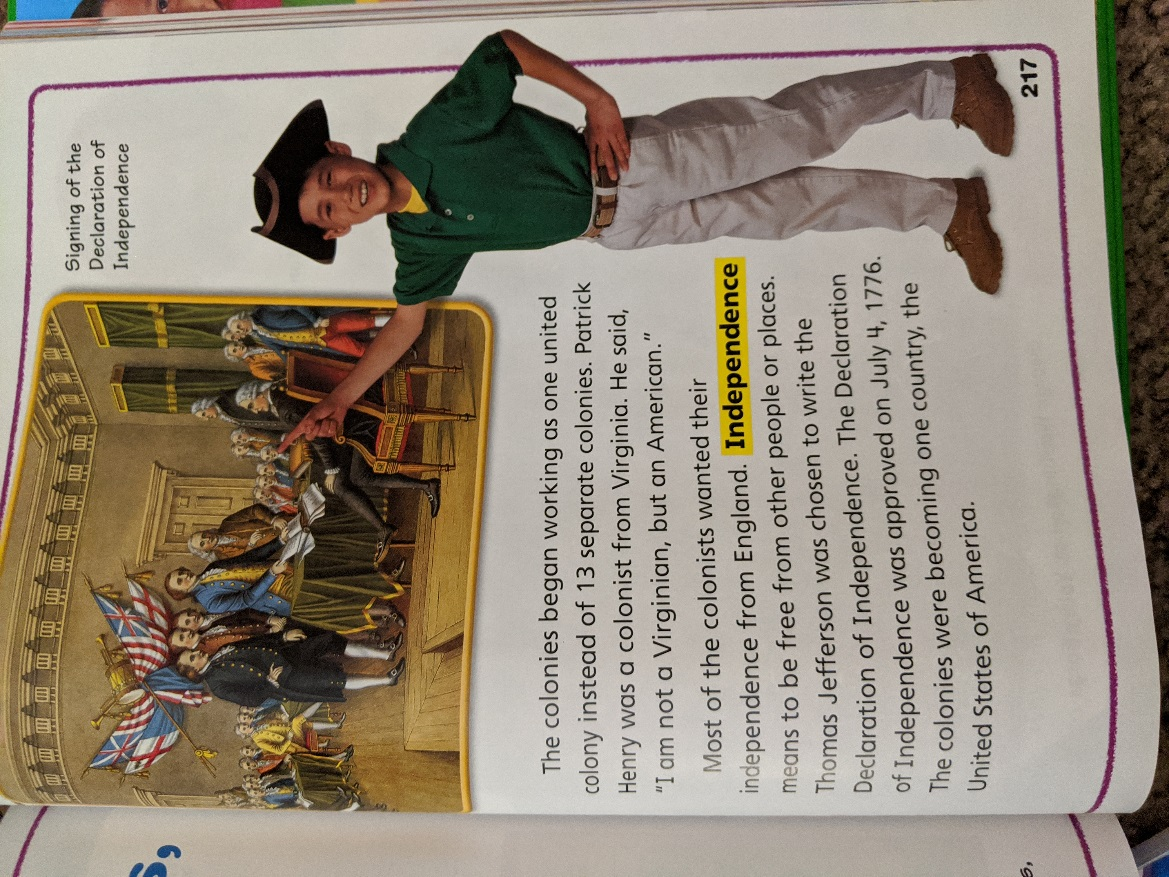 Signing of the
Declaration of
Independence
The colonies began working as one united
colony instead of 13 separate colonies. Patrick
Henry was a colonist from Virginia. He said,
“I am not a Virginian, but an American.”
Most of the colonists wanted their
independence from England. Independence
means to be free from other people or places.
Thomas Jefferson was chosen to write the
Declaration of Independence. The Declaration
of Independence was approved on July 4, 1776.
The colonies were becoming one country, the
United States of America.
217